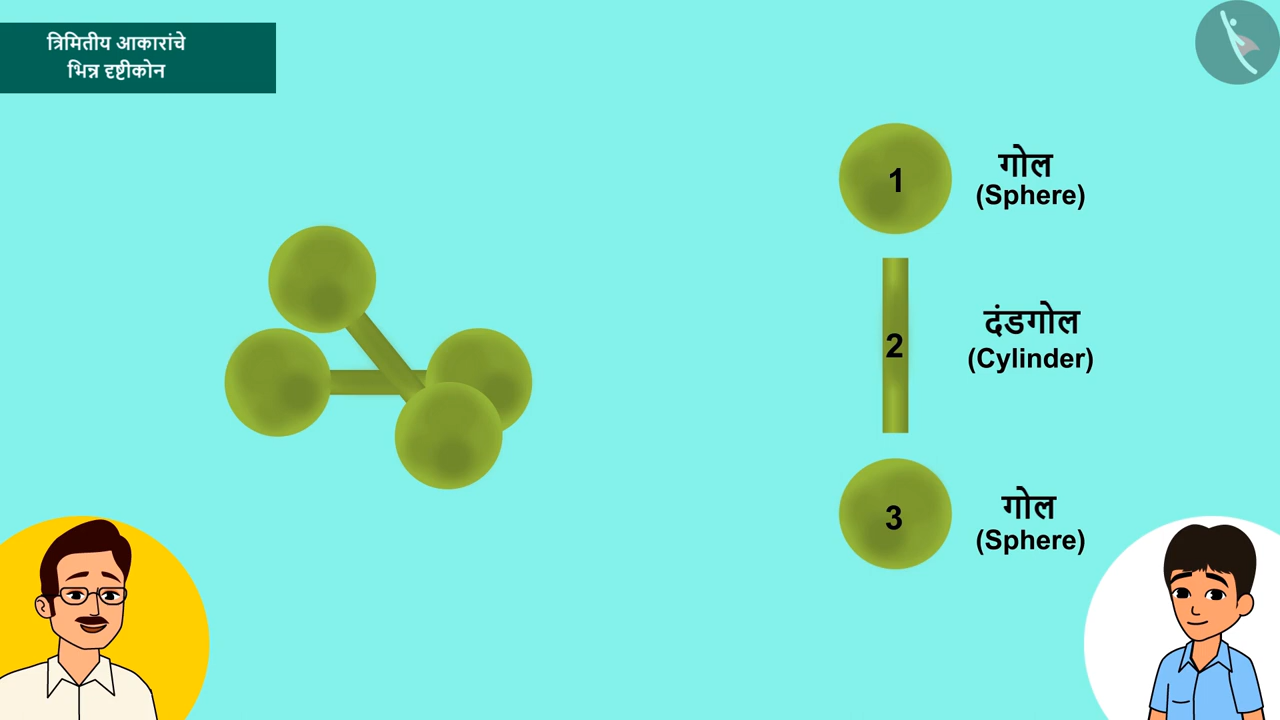 त्रिमितीय आकारांचे
भिन्न दृष्टीकोन
1
गोल
(Sphere)
2
दंडगोल
(Cylinder)
3
गोल
(Sphere)